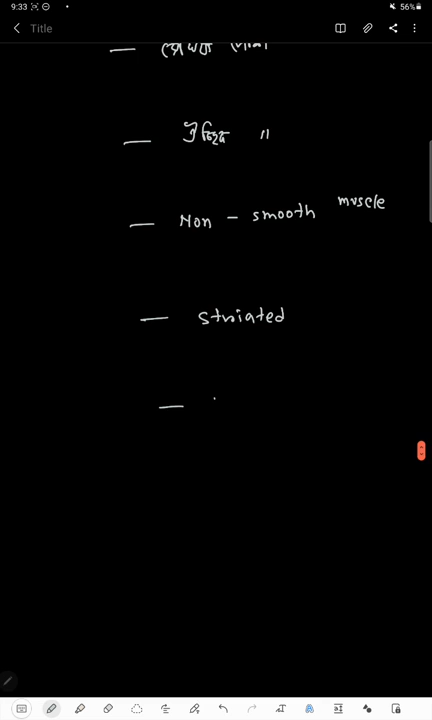 9:33 56%
Title
— ঐচ্ছিক "
— Non - smooth muscle
— striated
—